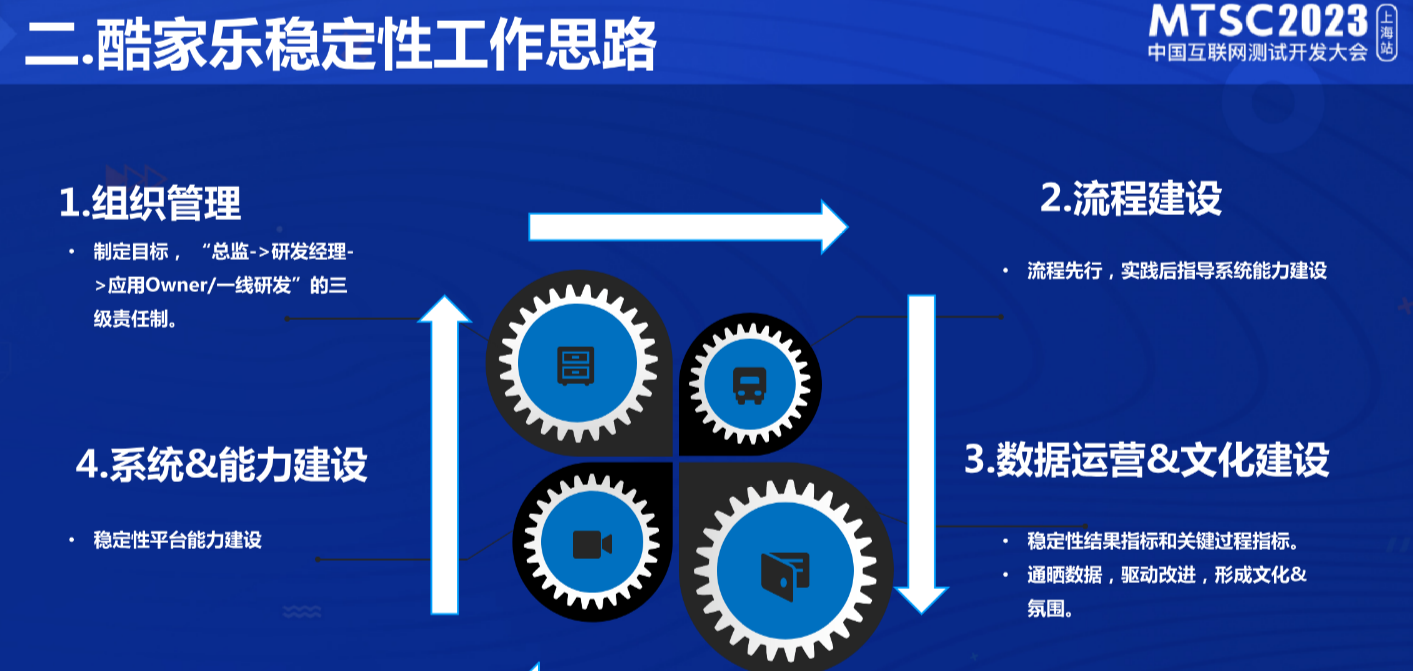 二.酷家乐稳定性工作思路
MTSC2023
中国互联网测试开发大会
上海站
1.组织管理
• 制定目标，“总监->研发经理-
>应用Owner/一线研发”的三
级责任制。
2.流程建设
• 流程先行，实践后指导系统能力建设
3.数据运营&文化建设
• 稳定性结果指标和关键过程指标。
• 通晒数据，驱动改进，形成文化&
氛围。
4.系统&能力建设
• 稳定性平台能力建设